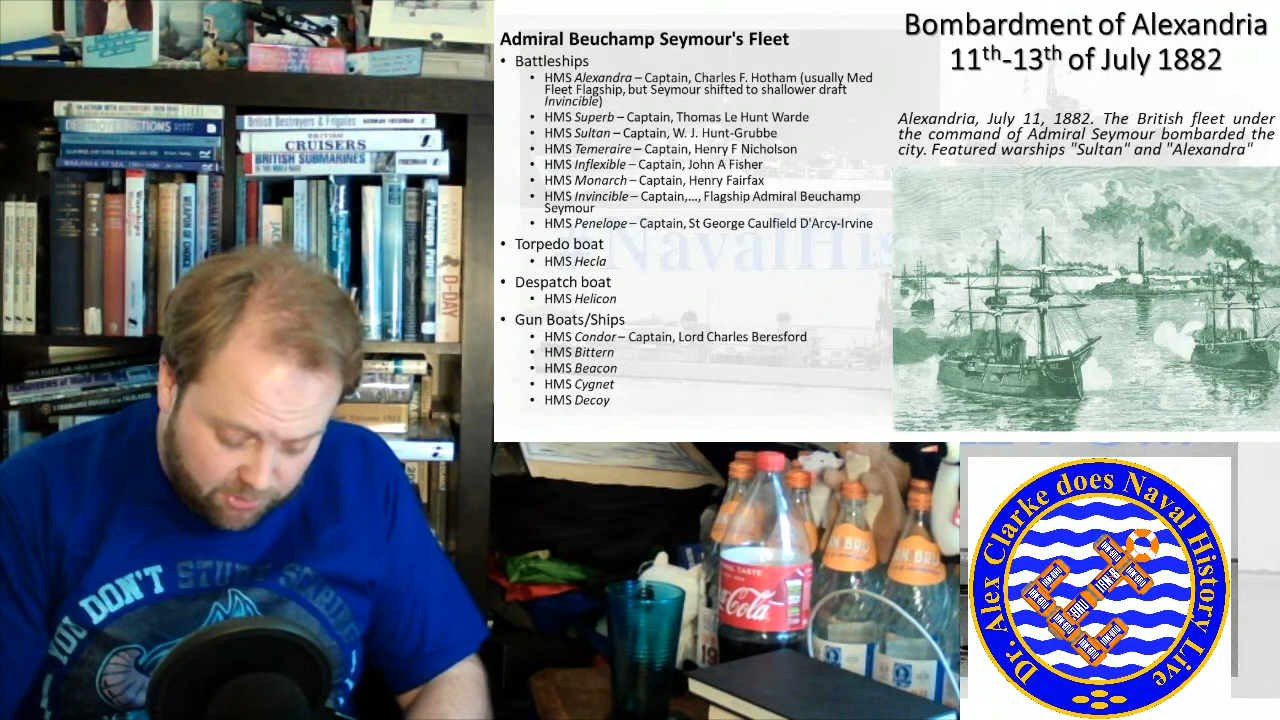 Bombardment of Alexandria
11th-13th of July 1882
Admiral Beuchamp Seymour's Fleet
• Battleships
• HMS Alexandra – Captain, Charles F. Hotham (usually Med
Fleet Flagship, but Seymour shifted to shallower draft
Invincible)
• HMS Superb – Captain, Thomas Le Hunt Warde
• HMS Sultan – Captain, W. J. Hunt-Grubbe
• HMS Temeraire – Captain, Henry F Nicholson
• HMS Inflexible – Captain, John A Fisher
• HMS Monarch – Captain, Henry Fairfax
• HMS Invincible – Captain,..., Flagship Admiral Beuchamp
Seymour
• HMS Penelope – Captain, St George Caulfield D'Arcy-Irvine
• Torpedo boat
• HMS Hecla
• Despatch boat
• HMS Helicon
• Gun Boats/Ships
• HMS Condor – Captain, Lord Charles Beresford
• HMS Bittern
• HMS Beacon
• HMS Cygnet
• HMS Decoy
Alexandria, July 11, 1882. The British fleet under
the command of Admiral Seymour bombarded the
city. Featured warships "Sultan" and "Alexandra"
NavalHis
Dr. Alex Clarke does Naval History Live
British Destroyers & Frigates
BRITISH
CRUISERS
BRITISH SUBMARINES
FRIEDMAN
D-DAY
YOU DON'T
Coca-Cola